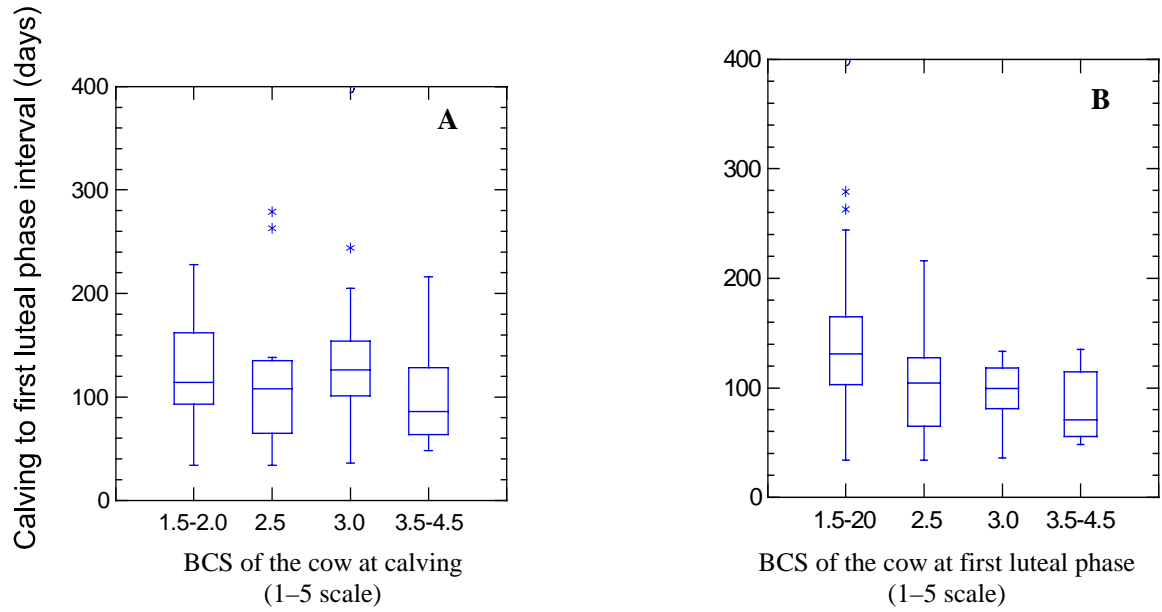 Calving to first luteal phase interval (days)
400
300
200
100
0
A
1.5-2.0 2.5 3.0 3.5-4.5
BCS of the cow at calving
(1–5 scale)
400
300
200
100
0
B
1.5-20 2.5 3.0 3.5-4.5
BCS of the cow at first luteal phase
(1–5 scale)